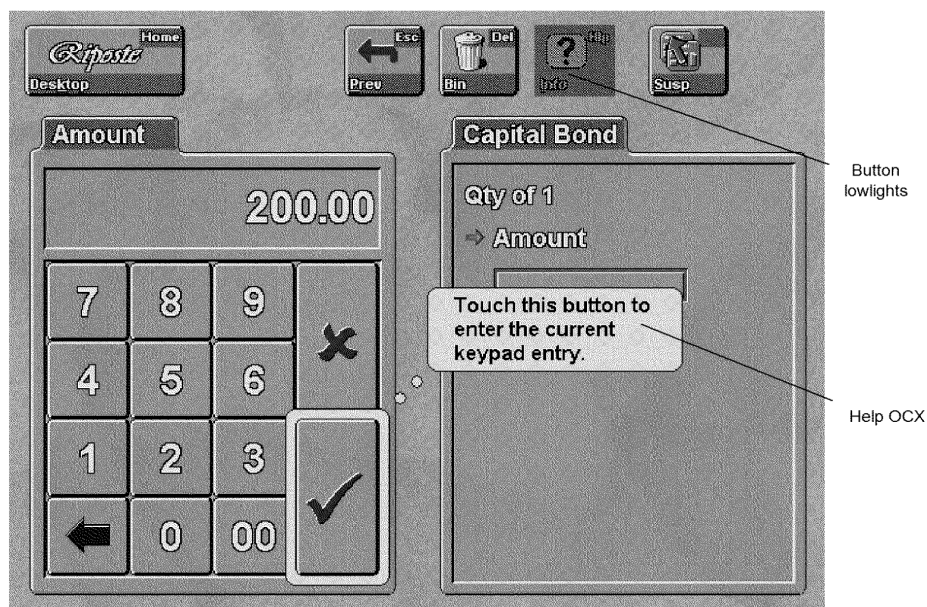 Riposte Home
Desktop
Esc
Prev
Del
Bin
Hlp
Info
Susp
Amount
200.00
7 8 9
4 5 6
1 2 3
0 00
Capital Bond
Qty of 1
Amount
Touch this button to
enter the current
keypad entry.
Button
lowlights
Help OCX